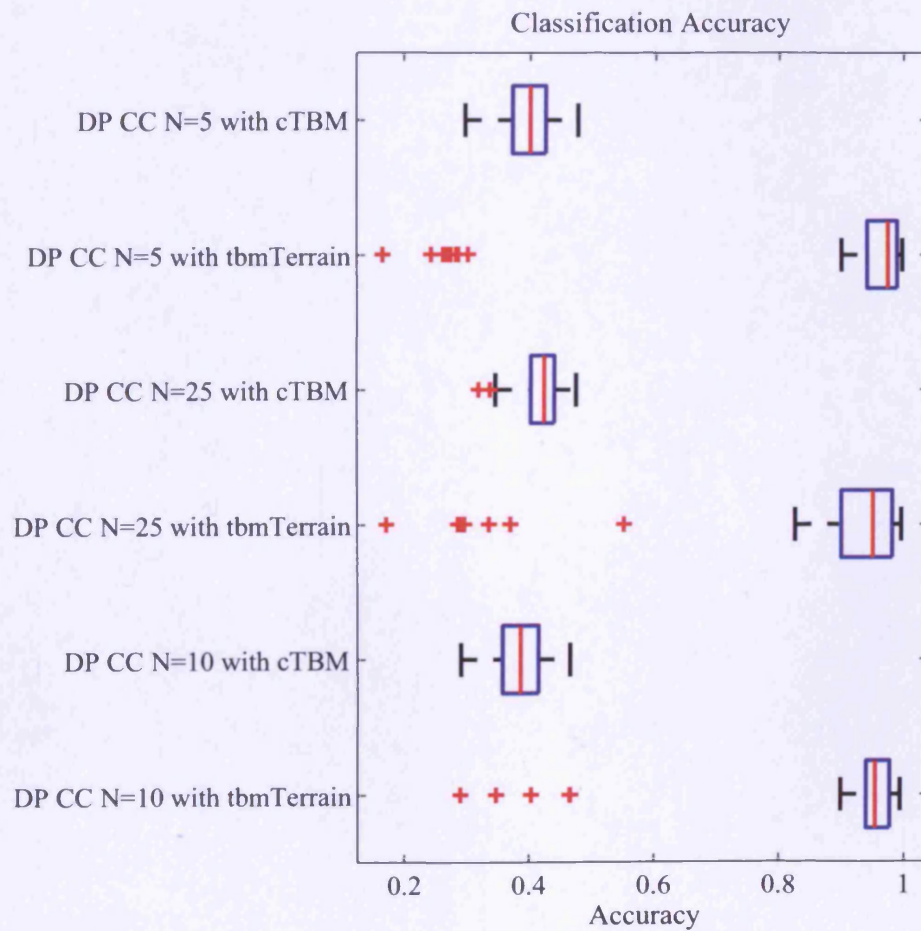 Classification Accuracy
DP CC N=5 with cTBM
DP CC N=5 with tbmTerrain
DP CC N=25 with cTBM
DP CC N=25 with tbmTerrain
DP CC N=10 with cTBM
DP CC N=10 with tbmTerrain
0.2 0.4 0.6 0.8 1
Accuracy